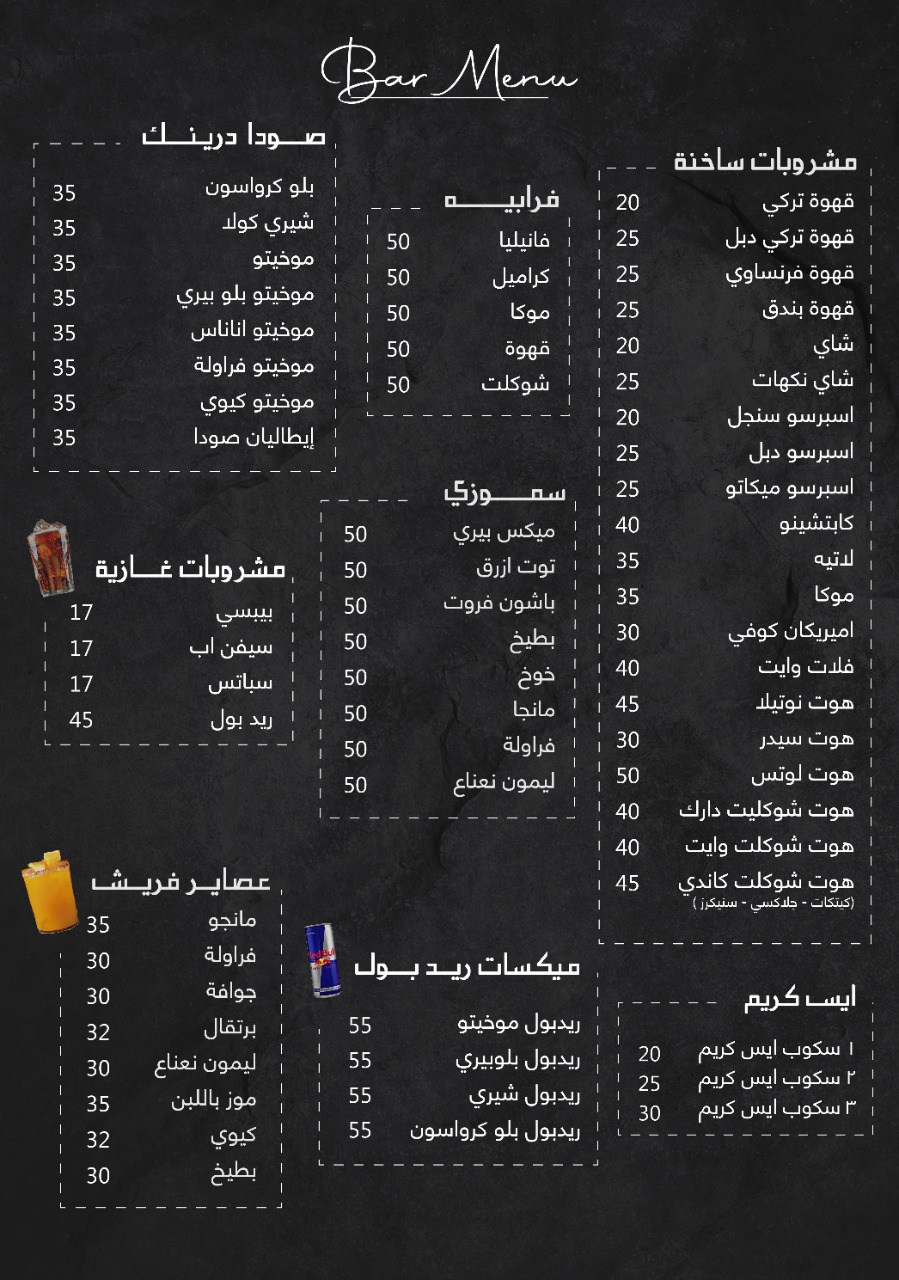 Bar Menu
مشروبات ساخنة
قهوة تركي 20
قهوة تركي دبل 25
قهوة فرنساوي 25
قهوة بندق 25
شاي 20
شاي نكهات 25
اسبرسو سنجل 20
اسبرسو دبل 25
اسبرسو ميكاتو 25
كابتشينو 40
لاتيه 35
موكا 35
اميريكان كوفي 30
فلات وايت 40
هوت نوتيلا 45
هوت سيدر 30
هوت لوتس 50
هوت شوكليت دارك 40
هوت شوكلت وايت 40
هوت شوكلت كاندي 45
(كيتكات - جلاكسي - سنيكرز )
ايس كريم
١ سكوب ايس كريم 20
٢ سكوب ايس كريم 25
٣ سكوب ايس كريم 30
فرابيـــــه
فانيليا 50
كراميل 50
موكا 50
قهوة 50
شوكلت 50
سمـــوزي
ميكس بيري 50
توت ازرق 50
باشون فروت 50
بطيخ 50
خوخ 50
مانجا 50
فراولة 50
ليمون نعناع 50
ميكسات ريـد بــول
RedBull
ريدبول موخيتو 55
ريدبول بلوبيري 55
ريدبول شيري 55
ريدبول بلو كرواسون 55
صــودا درينــك
بلو كرواسون 35
شيري كولا 35
موخيتو 35
موخيتو بلو بيري 35
موخيتو اناناس 35
موخيتو فراولة 35
موخيتو كيوي 35
إيطاليان صودا 35
مشروبات غــازية
بيبسي 17
سيفن اب 17
سباتس 17
ريد بول 45
عصايـر فريـش
مانجو 35
فراولة 30
جوافة 30
برتقال 32
ليمون نعناع 30
موز باللبن 35
كيوي 32
بطيخ 30